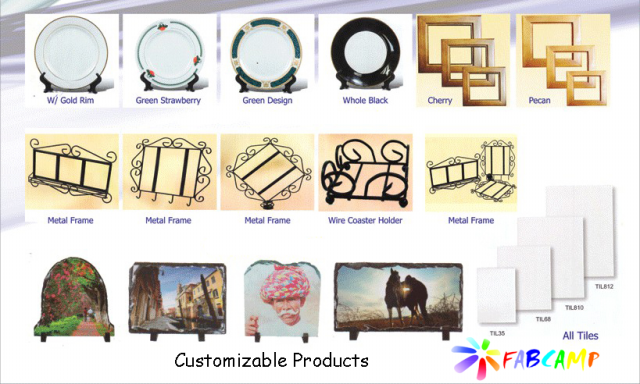 W/ Gold Rim
Green Strawberry
Green Design
Whole Black
Cherry
Pecan
Metal Frame
Metal Frame
Metal Frame
Wire Coaster Holder
Metal Frame
TIL35
TIL68
TIL810
TIL812
All Tiles
Customizable Products
FABCAMP